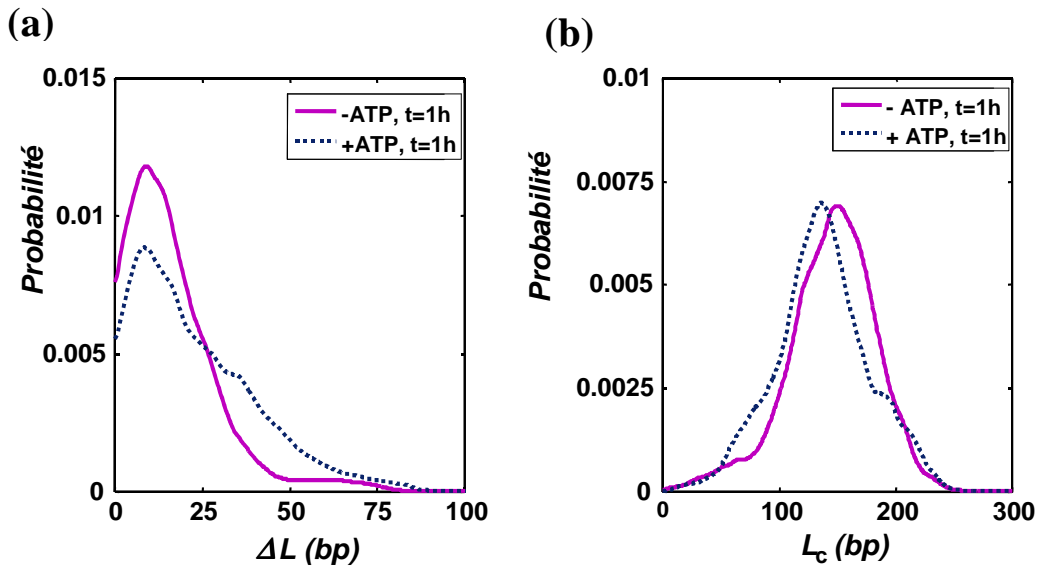 (a)
0.015
0.01
0.005
0
Probabilité
-ATP, t=1h
+ATP, t=1h
0 25 50 75 100
ΔL (bp)
(b)
0.01
0.0075
0.005
0.0025
0
Probabilité
- ATP, t=1h
+ ATP, t=1h
0 100 200 300
Lc (bp)